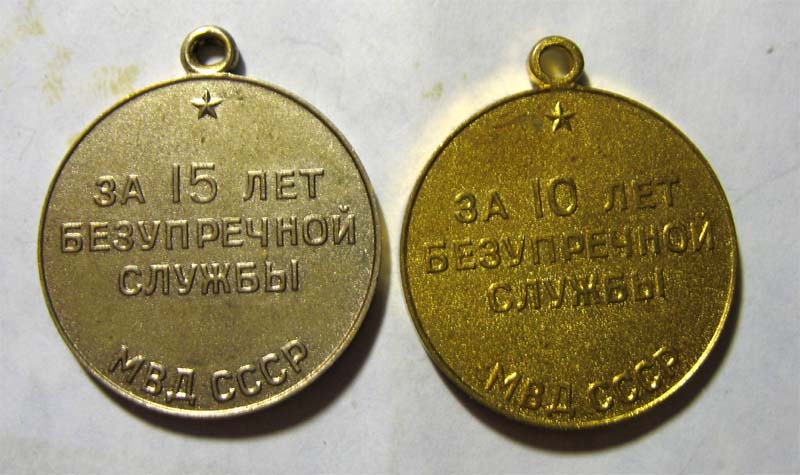 ЗА 15 ЛЕТ
БЕЗУПРЕЧНОЙ
СЛУЖБЫ
МВД СССР
ЗА 10 ЛЕТ
БЕЗУПРЕЧНОЙ
СЛУЖБЫ
МВД СССР